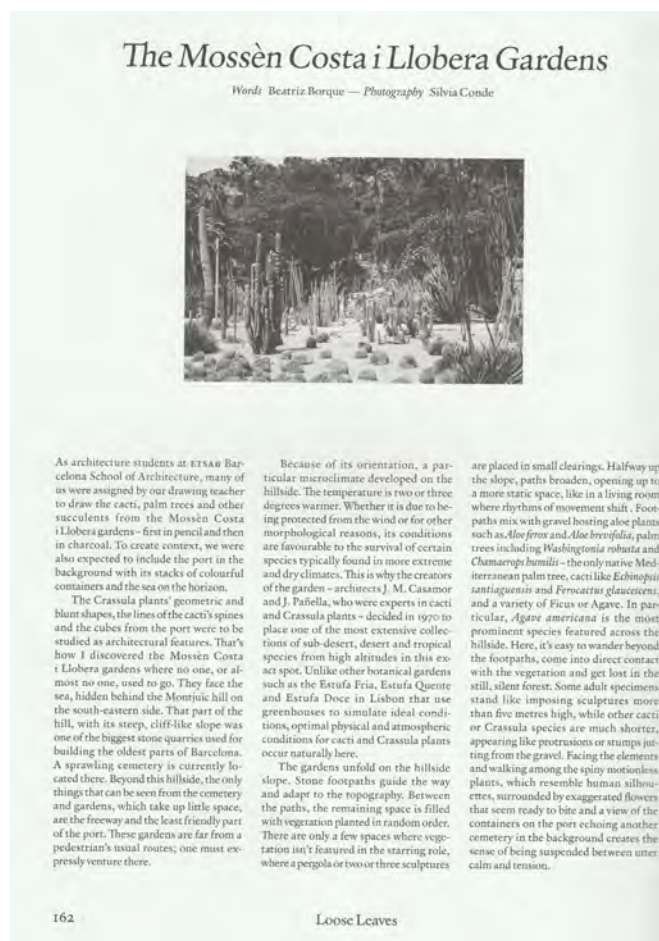 The Mossèn Costa i Llobera Gardens
Words Beatriz Borque — Photography Silvia Conde
As architecture students at ETSAB Bar-
celona School of Architecture, many of
us were assigned by our drawing teacher
to draw the cacti, palm trees and other
succulents from the Mossèn Costa
i Llobera gardens – first in pencil and then
in charcoal. To create context, we were
also expected to include the port in the
background with its stacks of colourful
containers and the sea on the horizon.
The Crassula plants' geometric and
blunt shapes, the lines of the cacti's spines
and the cubes from the port were to be
studied as architectural features. That's
how I discovered the Mossèn Costa
i Llobera gardens where no one, or al-
most no one, used to go. They face the
sea, hidden behind the Montjuïc hill on
the south-eastern side. That part of the
hill, with its steep, cliff-like slope was
one of the biggest stone quarries used for
building the oldest parts of Barcelona.
A sprawling cemetery is currently lo-
cated there. Beyond this hillside, the only
things that can be seen from the cemetery
and gardens, which take up little space,
are the freeway and the least friendly part
of the port. These gardens are far from a
pedestrian's usual routes; one must ex-
pressly venture there.
Because of its orientation, a par-
ticular microclimate developed on the
hillside. The temperature is two or three
degrees warmer. Whether it is due to be-
ing protected from the wind or for other
morphological reasons, its conditions
are favourable to the survival of certain
species typically found in more extreme
and dry climates. This is why the creators
of the garden – architects J. M. Casamor
and J. Pañella, who were experts in cacti
and Crassula plants – decided in 1970 to
place one of the most extensive collec-
tions of sub-desert, desert and tropical
species from high altitudes in this ex-
act spot. Unlike other botanical gardens
such as the Estufa Fria, Estufa Quente
and Estufa Doce in Lisbon that use
greenhouses to simulate ideal condi-
tions, optimal physical and atmospheric
conditions for cacti and Crassula plants
occur naturally here.
The gardens unfold on the hillside
slope. Stone footpaths guide the way
and adapt to the topography. Between
the paths, the remaining space is filled
with vegetation planted in random order.
There are only a few spaces where vege-
tation isn't featured in the starring role,
where a pergola or two or three sculptures
are placed in small clearings. Halfway up
the slope, paths broaden, opening up to
a more static space, like in a living room
where rhythms of movement shift. Foot-
paths mix with gravel hosting aloe plants
such as Aloe ferox and Aloe brevifolia, palm
trees including Washingtonia robusta and
Chamaerops humilis – the only native Med-
iterranean palm tree, cacti like Echinopsis
santiaguensis and Ferocactus glaucescens,
and a variety of Ficus or Agave. In par-
ticular, Agave americana is the most
prominent species featured across the
hillside. Here, it's easy to wander beyond
the footpaths, come into direct contact
with the vegetation and get lost in the
still, silent forest. Some adult specimens
stand like imposing sculptures more
than five metres high, while other cacti
or Crassula species are much shorter,
appearing like protrusions or stumps jut-
ting from the gravel. Facing the elements
and walking among the spiny motionless
plants, which resemble human silhou-
ettes, surrounded by exaggerated flowers
that seem ready to bite and a view of the
containers on the port echoing another
cemetery in the background creates the
sense of being suspended between utter
calm and tension.
162
Loose Leaves